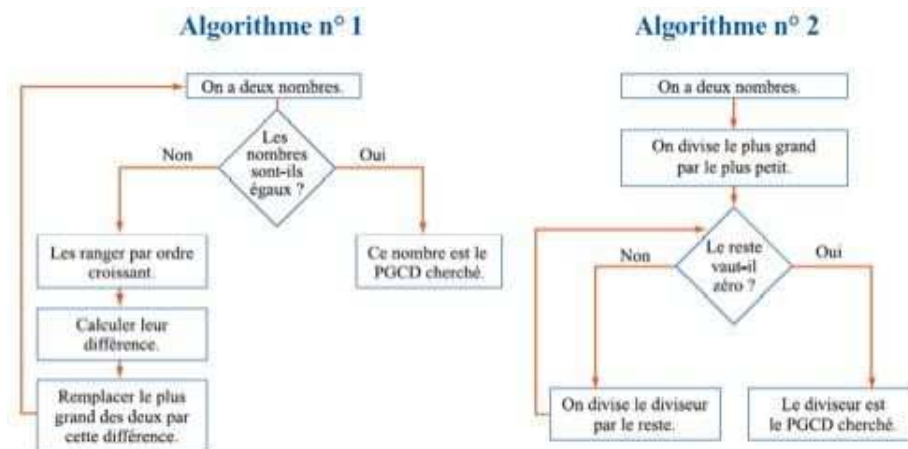 Algorithme n° 1
On a deux nombres.
Les
nombres
sont-ils
égaux ?
Non
Oui
Les ranger par ordre
croissant.
Ce nombre est le
PGCD cherché.
Calculer leur
différence.
Remplacer le plus
grand des deux par
cette différence.
Algorithme n° 2
On a deux nombres.
On divise le plus grand
par le plus petit.
Le reste
vaut-il
zéro ?
Non
Oui
On divise le diviseur
par le reste.
Le diviseur est
le PGCD cherché.